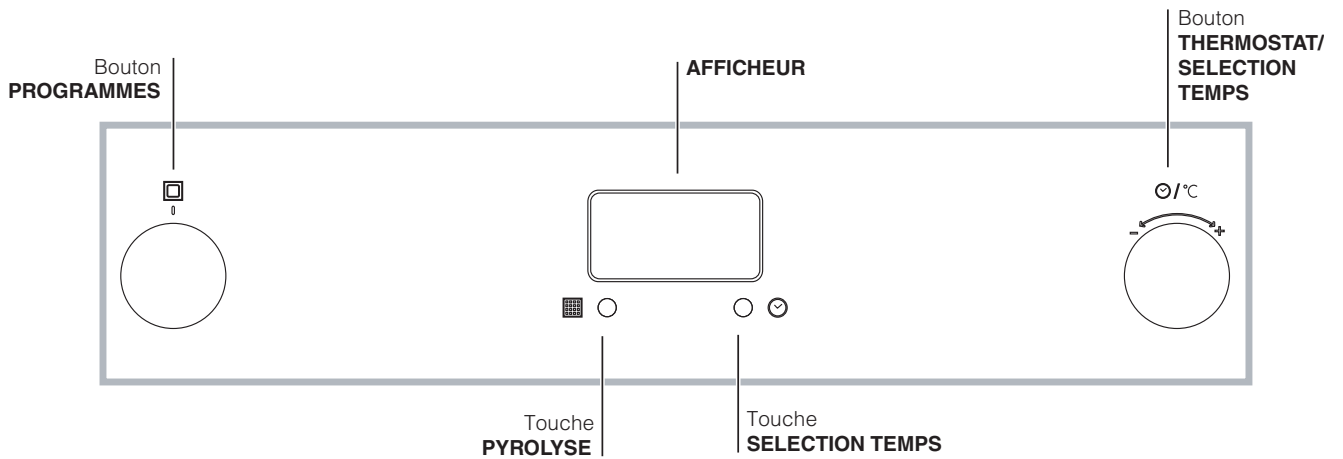 Bouton
PROGRAMMES
AFFICHEUR
Bouton
THERMOSTAT/
SELECTION
TEMPS
/°C
- +
Touche
PYROLYSE
Touche
SELECTION TEMPS